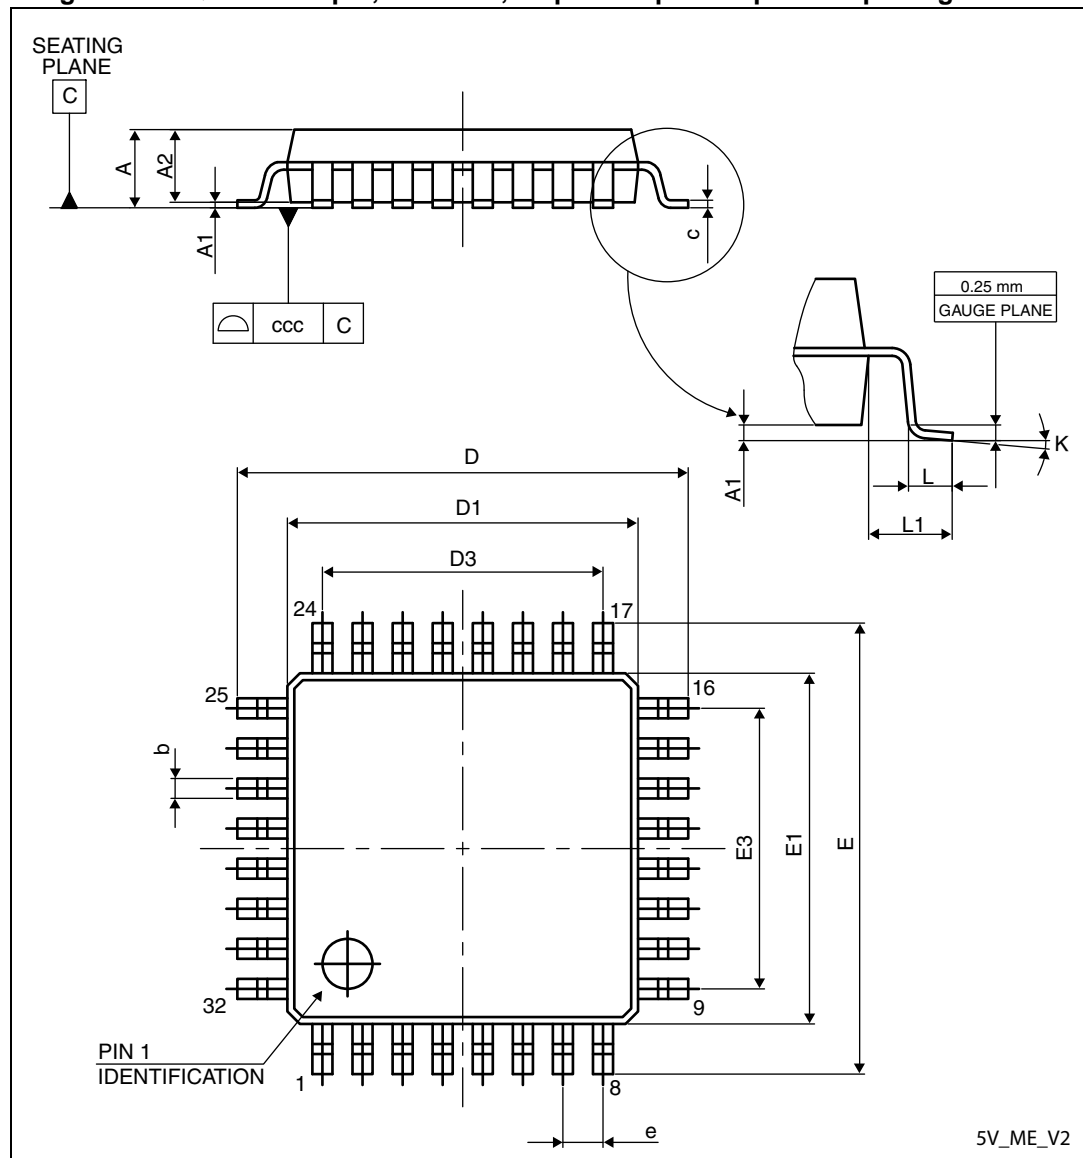 SEATING
PLANE
C
A
A2
A1
c
ccc
C
0.25 mm
GAUGE PLANE
K
A1
L
L1
D
D1
D3
24
17
25
16
b
E3
E1
E
32
9
PIN 1
IDENTIFICATION
1
8
e
5V_ME_V2